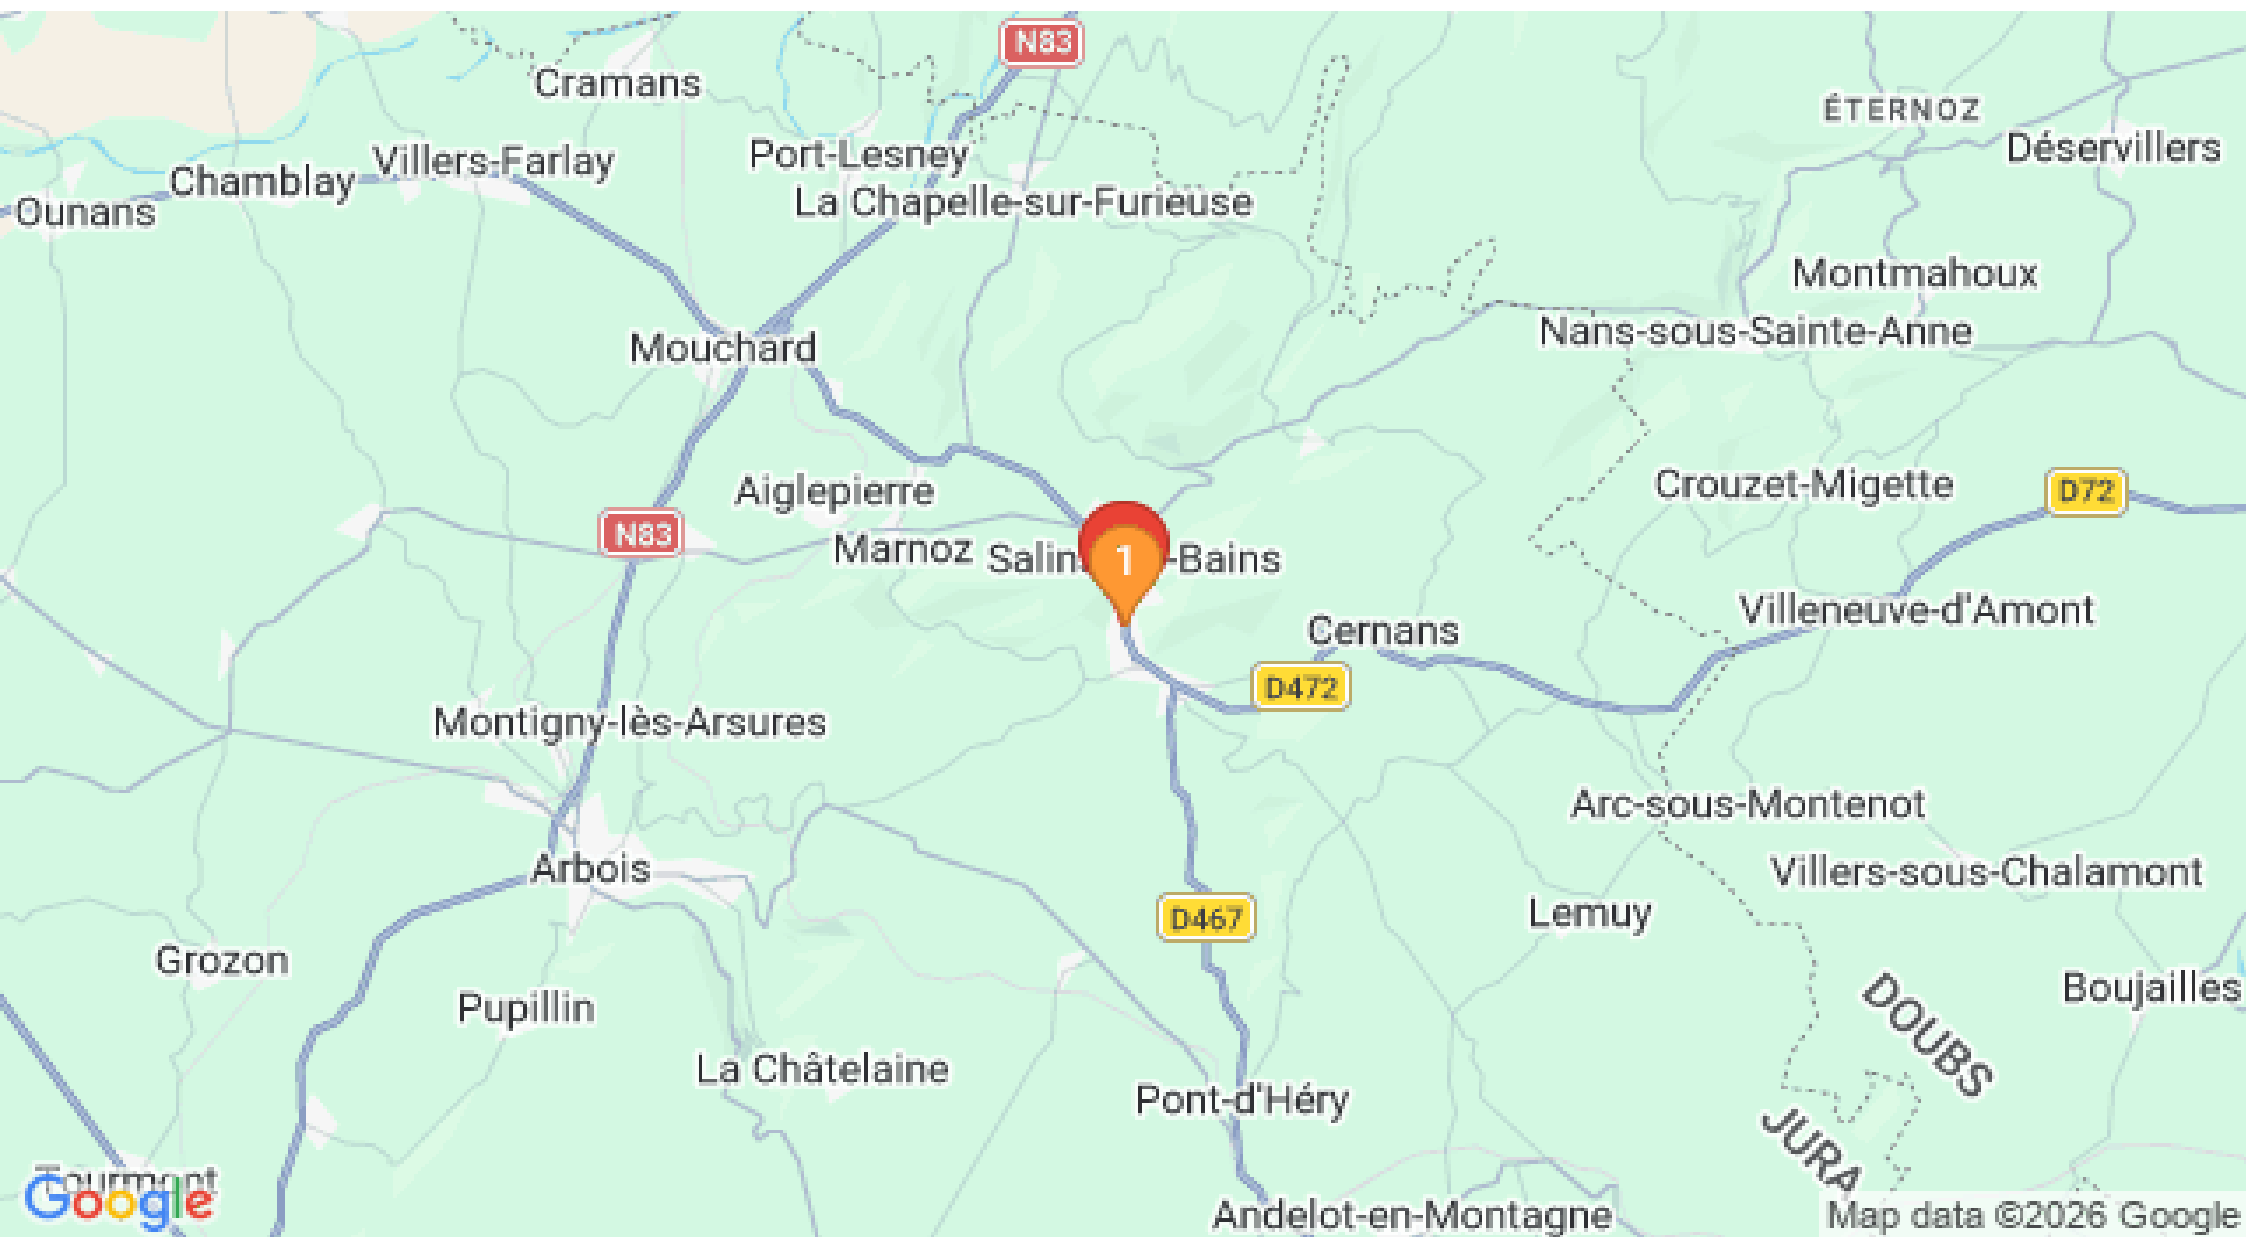 N83
Cramans
ÉTERNOZ
Déservillers
Port-Lesney
Villers-Farlay
Chamblay
La Chapelle-sur-Furieuse
Ounans
Montmahoux
Nans-sous-Sainte-Anne
Mouchard
Crouzet-Migette
D72
Aiglepierre
N83
Marnoz
Salin
-Bains
1
Villeneuve-d'Amont
Cernans
D472
Montigny-lès-Arsures
Arc-sous-Montenot
Arbois
Villers-sous-Chalamont
Lemuy
D467
Grozon
Boujailles
Pupillin
DOUBS
La Châtelaine
Pont-d'Héry
JURA
Tourmont
Google
Andelot-en-Montagne
Map data ©2026 Google